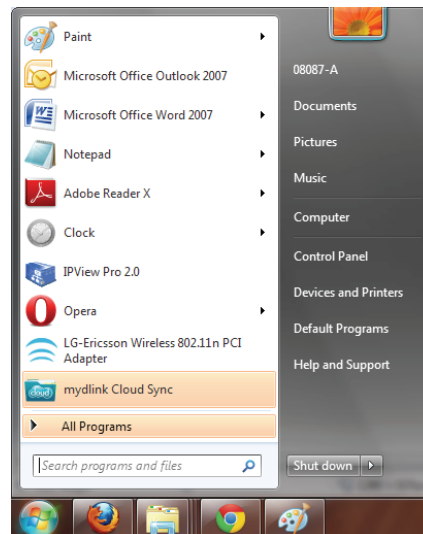 Paint
Microsoft Office Outlook 2007
Microsoft Office Word 2007
Notepad
Adobe Reader X
Clock
IPView Pro 2.0
Opera
LG-Ericsson Wireless 802.11n PCI
Adapter
mydlink Cloud Sync
All Programs
Search programs and files
08087-A
Documents
Pictures
Music
Computer
Control Panel
Devices and Printers
Default Programs
Help and Support
Shut down